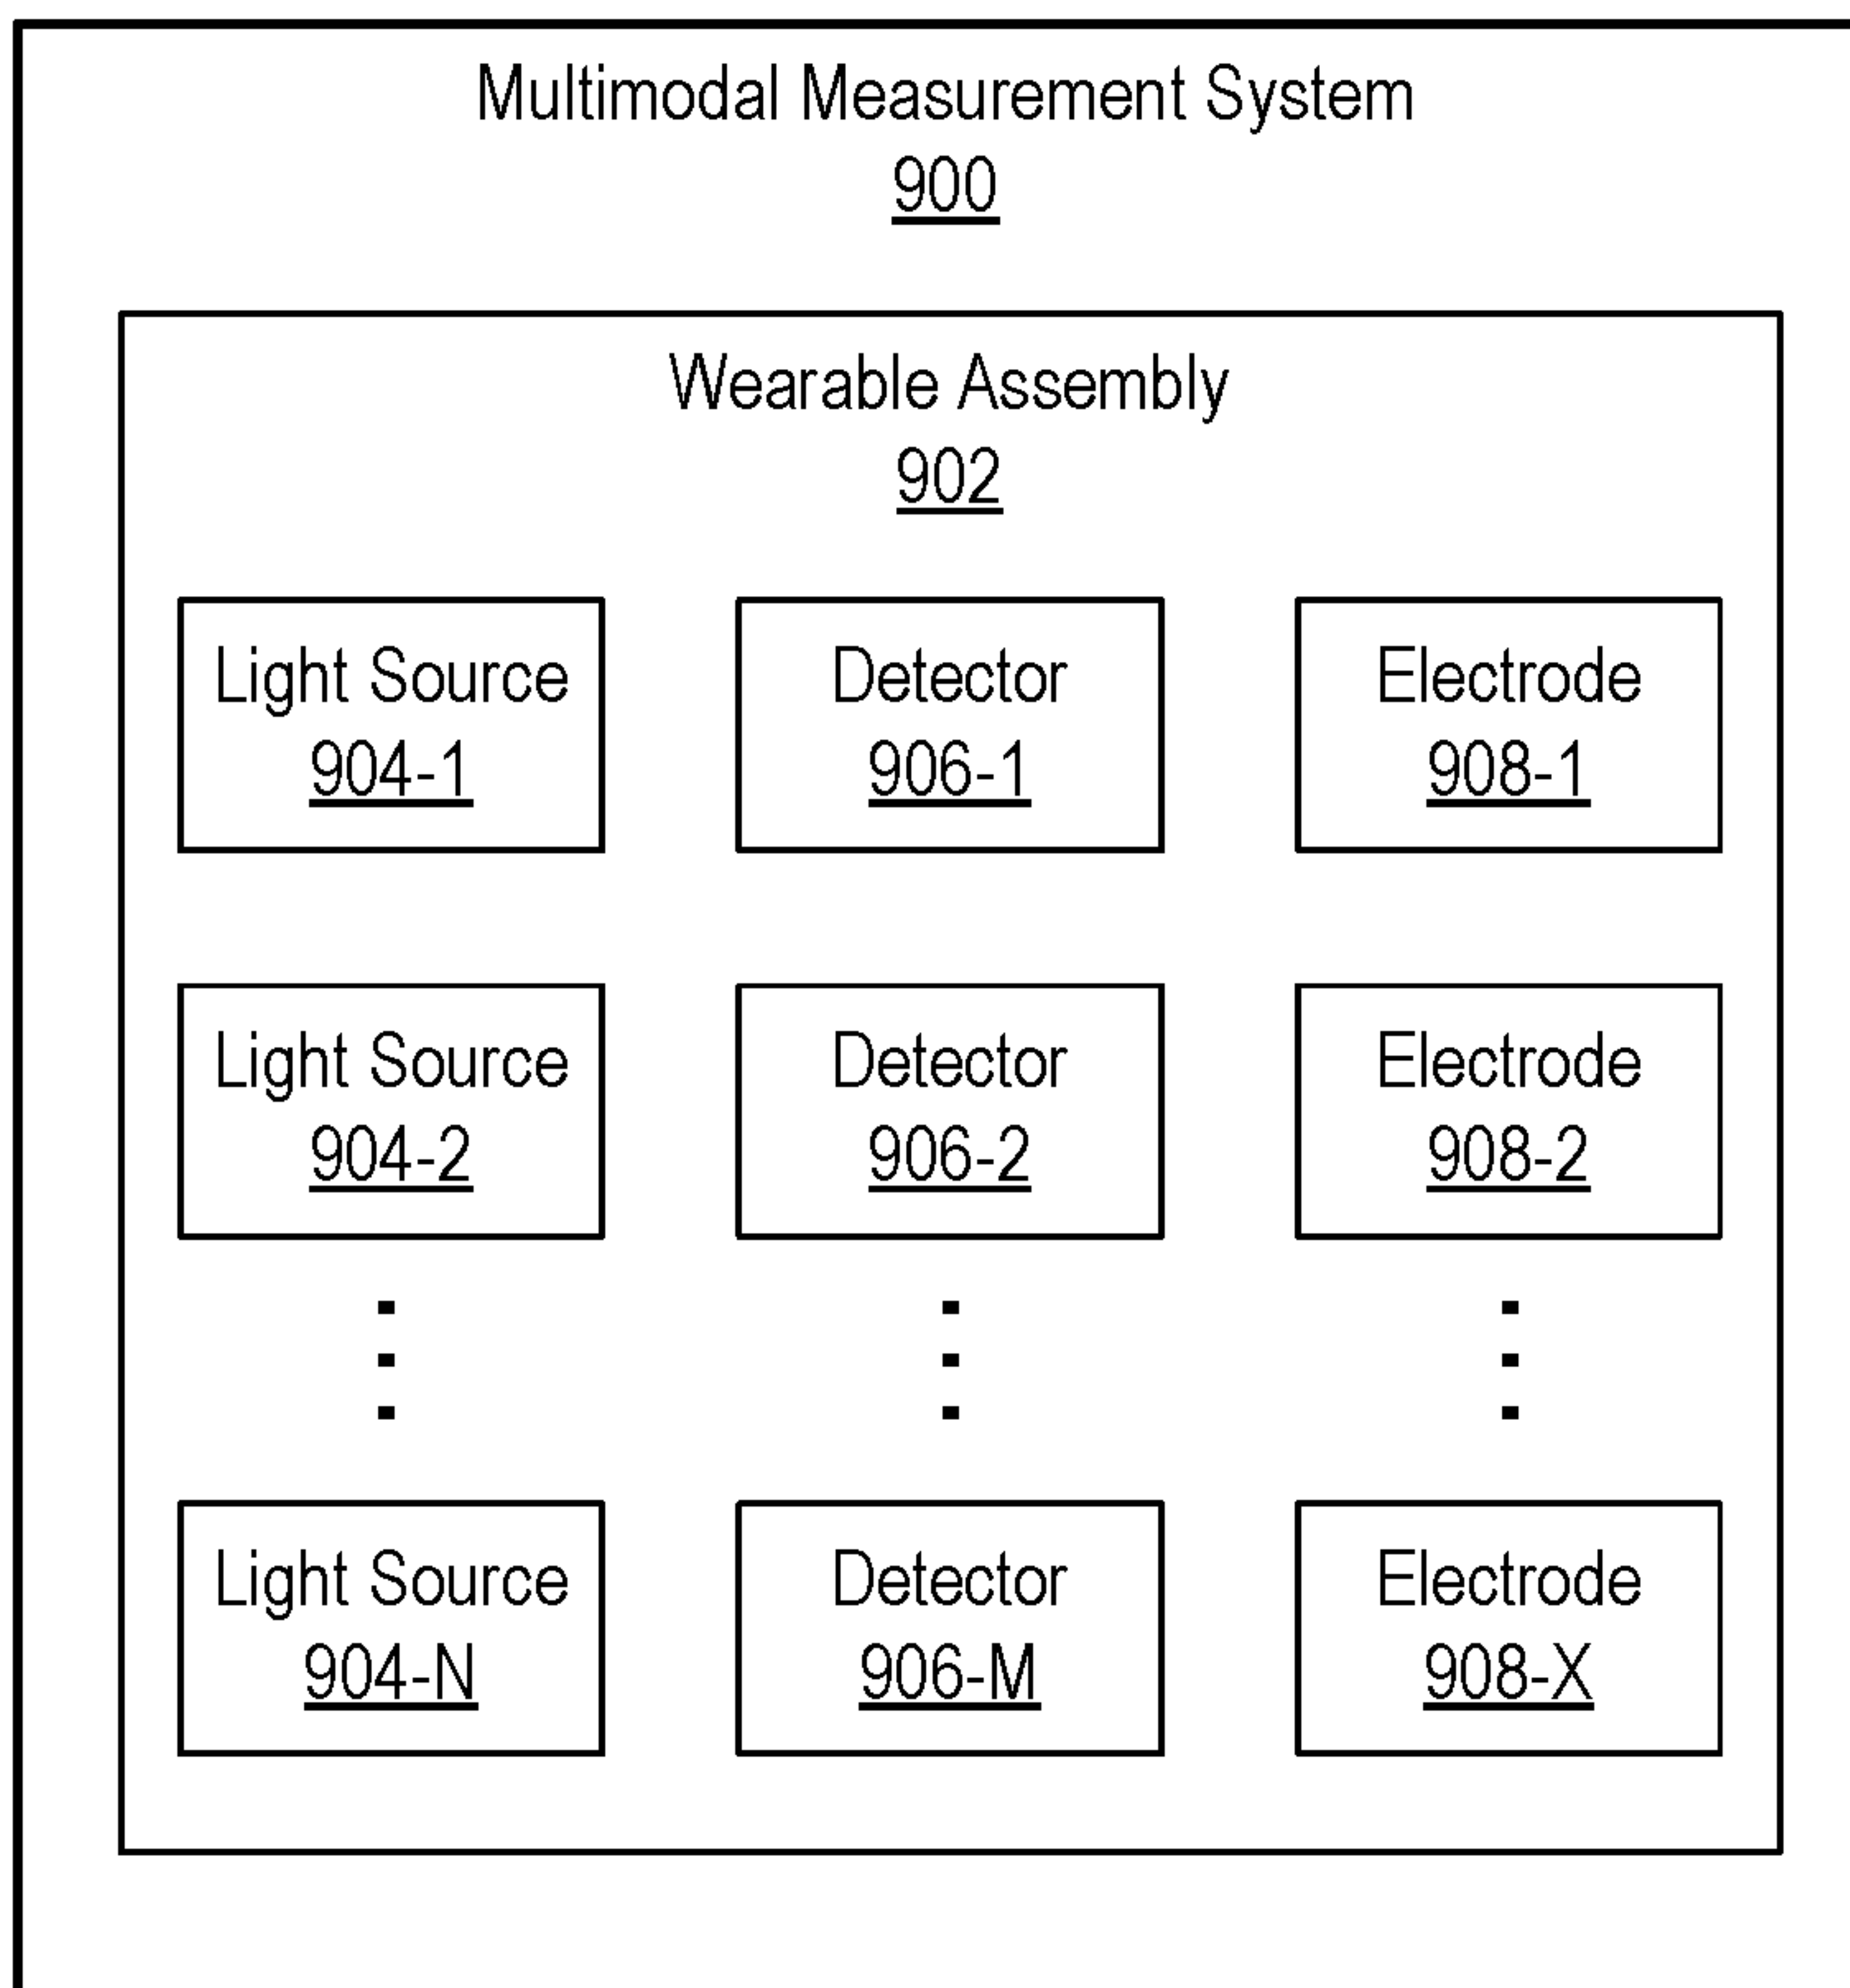 Multimodal Measurement System
900
Wearable Assembly
902
Light Source
904-1
Detector
906-1
Electrode
908-1
Light Source
904-2
Detector
906-2
Electrode
908-2
Light Source
904-N
Detector
906-M
Electrode
908-X